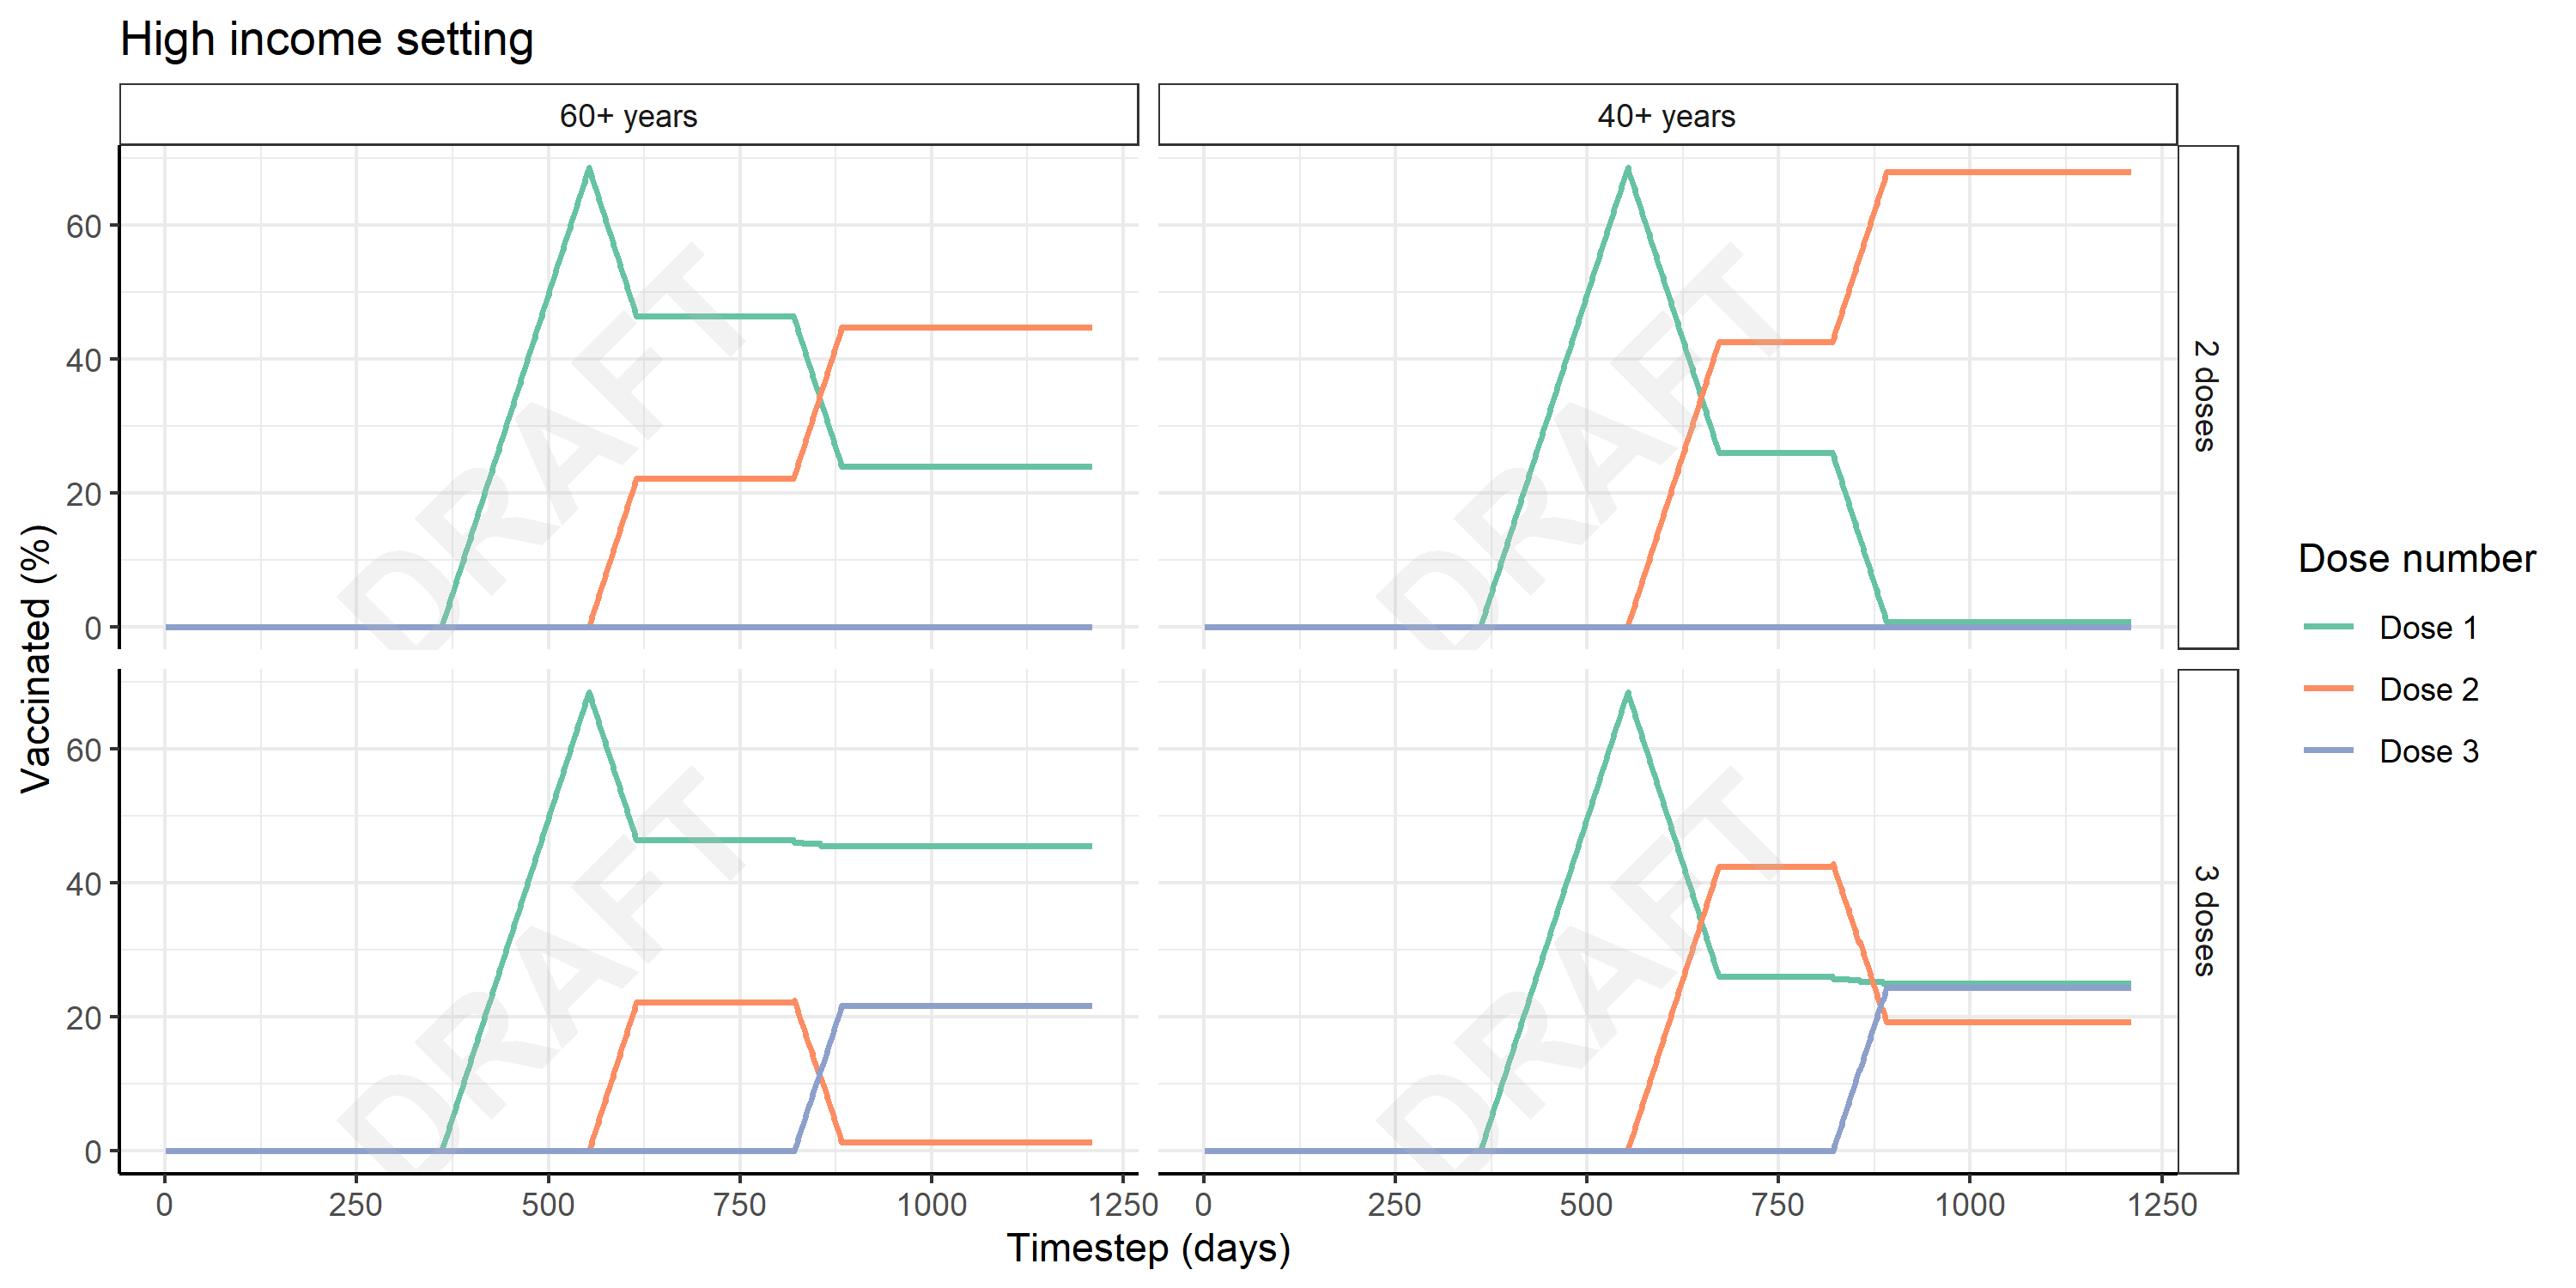 High income setting
60+ years
40+ years
2 doses
3 doses
Vaccinated (%)
60
40
20
0
60
40
20
0
DRAFT
DRAFT
DRAFT
DRAFT
0 250 500 750 1000 1250
0 250 500 750 1000 1250
Timestep (days)
Dose number
Dose 1
Dose 2
Dose 3